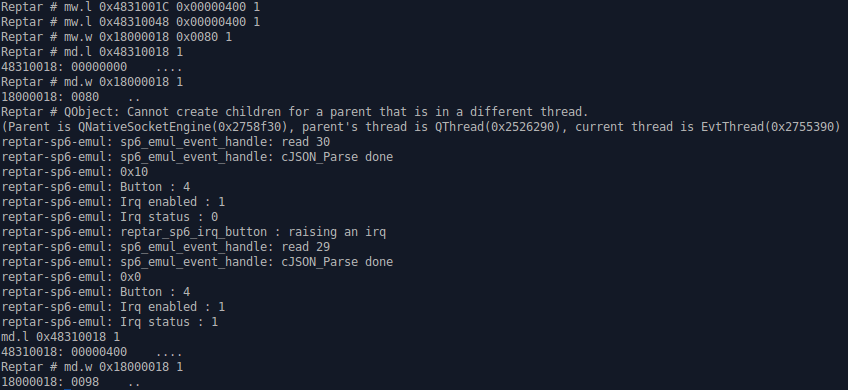 Reptar # mw.l 0x4831001C 0x00000400 1
Reptar # mw.l 0x48310048 0x00000400 1
Reptar # mw.w 0x18000018 0x0080 1
Reptar # md.l 0x48310018 1
48310018: 00000000    ....
Reptar # md.w 0x18000018 1
18000018: 0080    ..
Reptar # QObject: Cannot create children for a parent that is in a different thread.
(Parent is QNativeSocketEngine(0x2758f30), parent's thread is QThread(0x2526290), current thread is EvtThread(0x2755390)
reptar-sp6-emul: sp6_emul_event_handle: read 30
reptar-sp6-emul: sp6_emul_event_handle: cJSON_Parse done
reptar-sp6-emul: 0x10
reptar-sp6-emul: Button : 4
reptar-sp6-emul: Irq enabled : 1
reptar-sp6-emul: Irq status : 0
reptar-sp6-emul: reptar_sp6_irq_button : raising an irq
reptar-sp6-emul: sp6_emul_event_handle: read 29
reptar-sp6-emul: sp6_emul_event_handle: cJSON_Parse done
reptar-sp6-emul: 0x0
reptar-sp6-emul: Button : 4
reptar-sp6-emul: Irq enabled : 1
reptar-sp6-emul: Irq status : 1
md.l 0x48310018 1
48310018: 00000400    ....
Reptar # md.w 0x18000018 1
18000018: 0098    ..